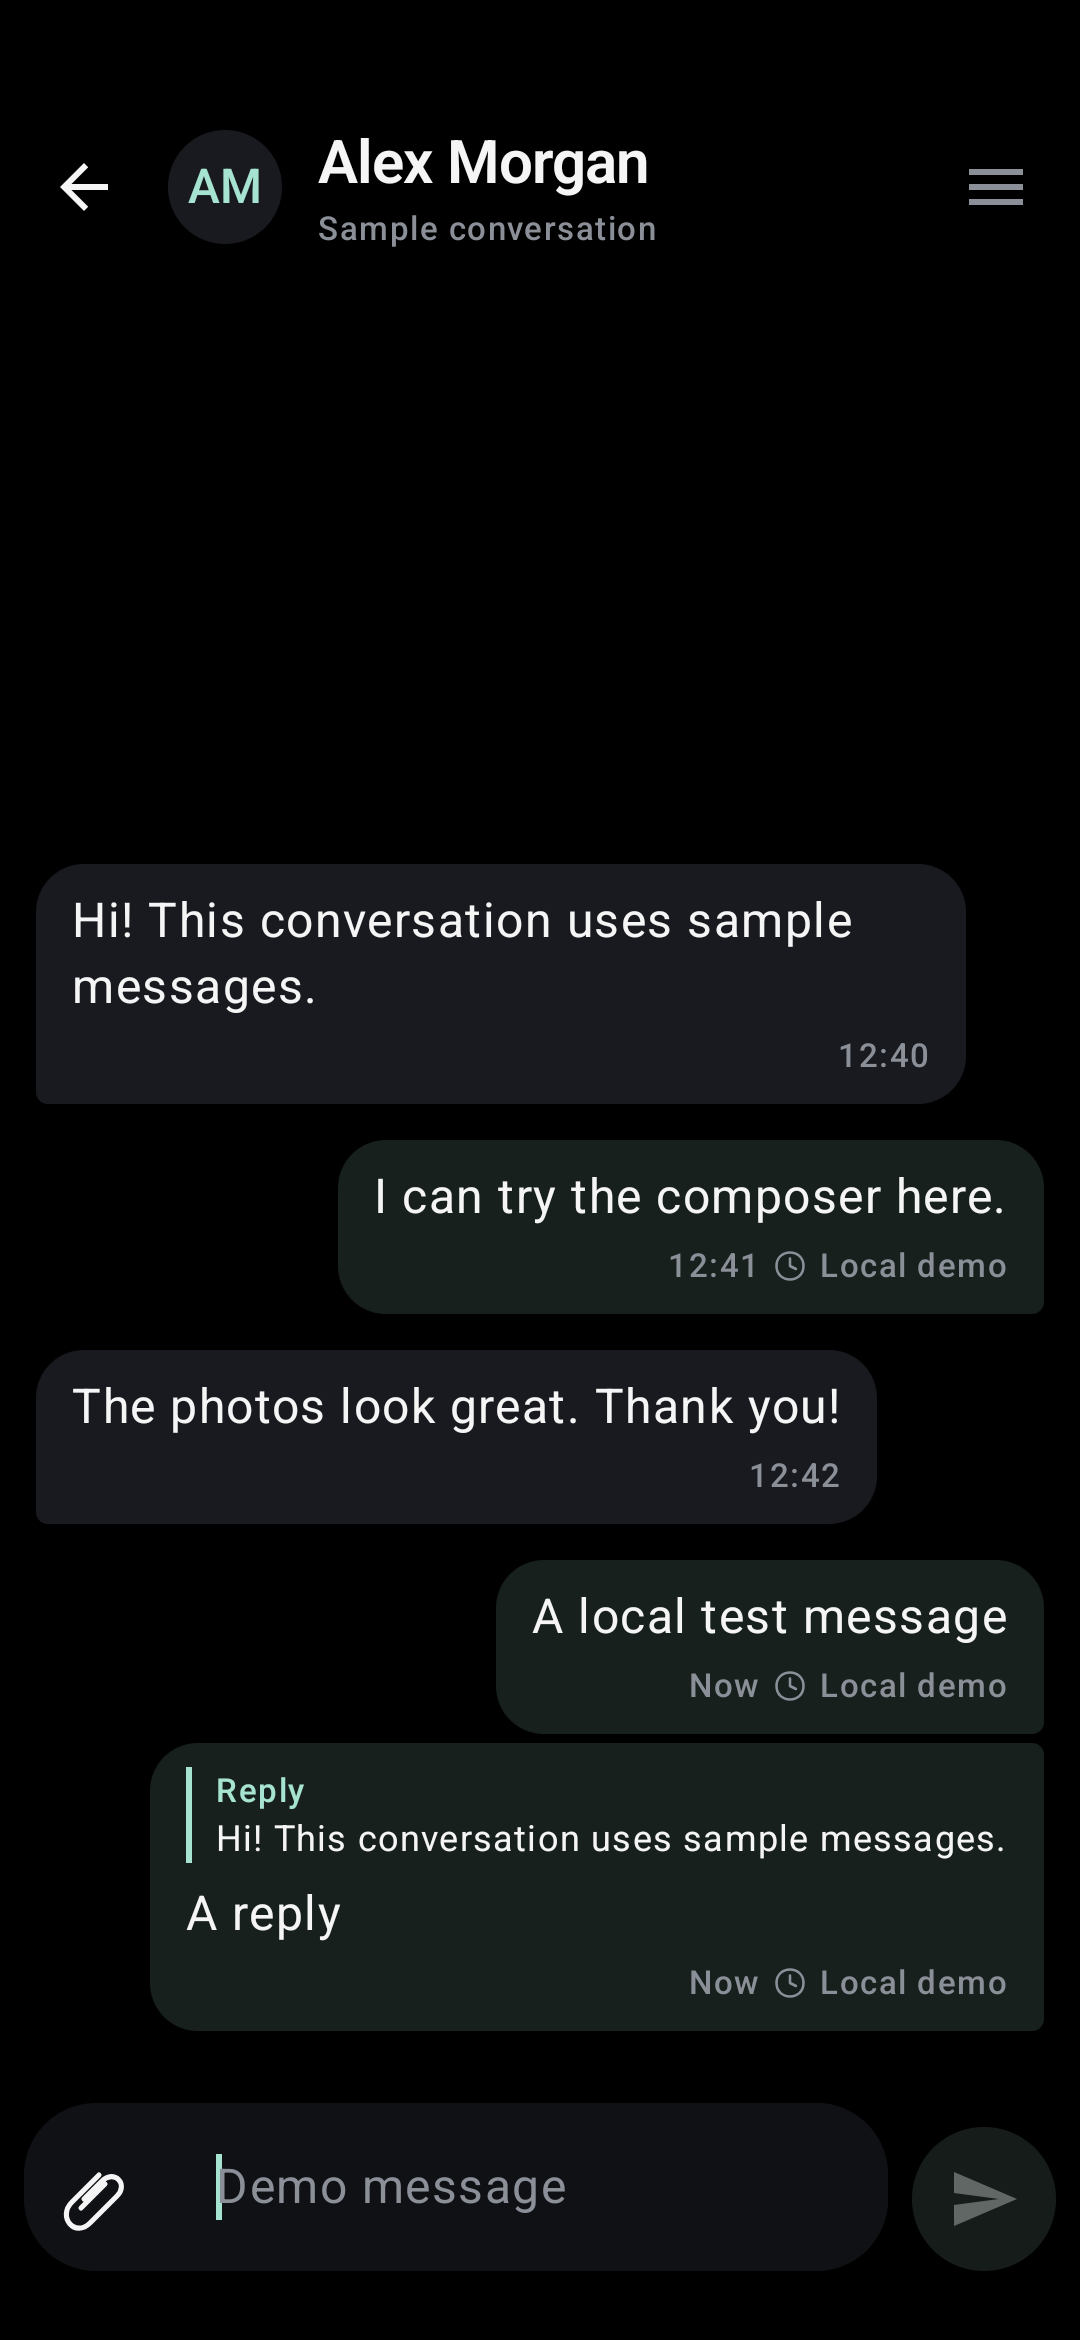 AM
Alex Morgan
Sample conversation
Hi! This conversation uses sample
messages.
12:40
I can try the composer here.
12:41 Local demo
The photos look great. Thank you!
12:42
A local test message
Now Local demo
Reply
Hi! This conversation uses sample messages.
A reply
Now Local demo
Demo message